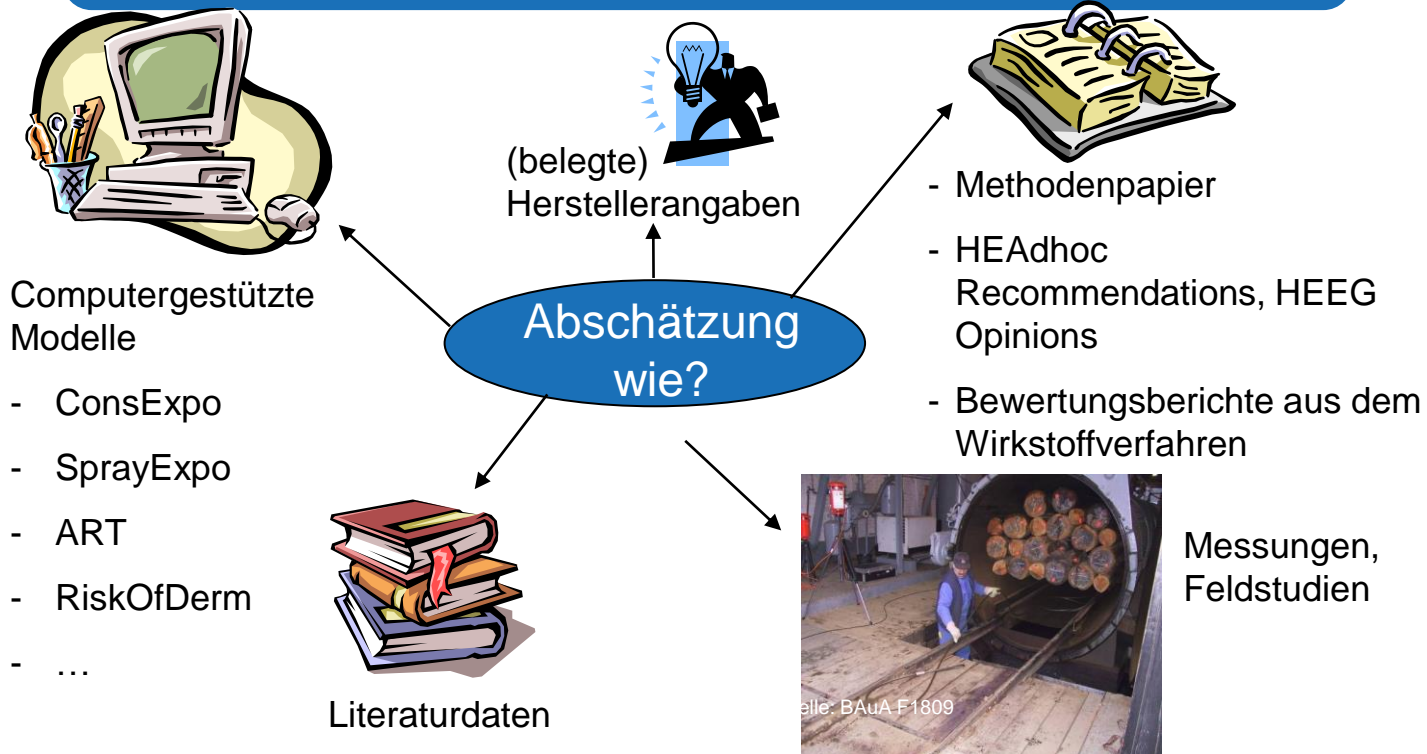 (belegte)
Herstellerangaben
Abschätzung
wie?
Computergestützte
Modelle
- ConsExpo
- SprayExpo
- ART
- RiskOfDerm
- …
- Methodenpapier
- HEAdhoc
Recommendations, HEEG
Opinions
- Bewertungsberichte aus dem
Wirkstoffverfahren
Literaturdaten
Messungen,
Feldstudien
elle: BAuA F1809